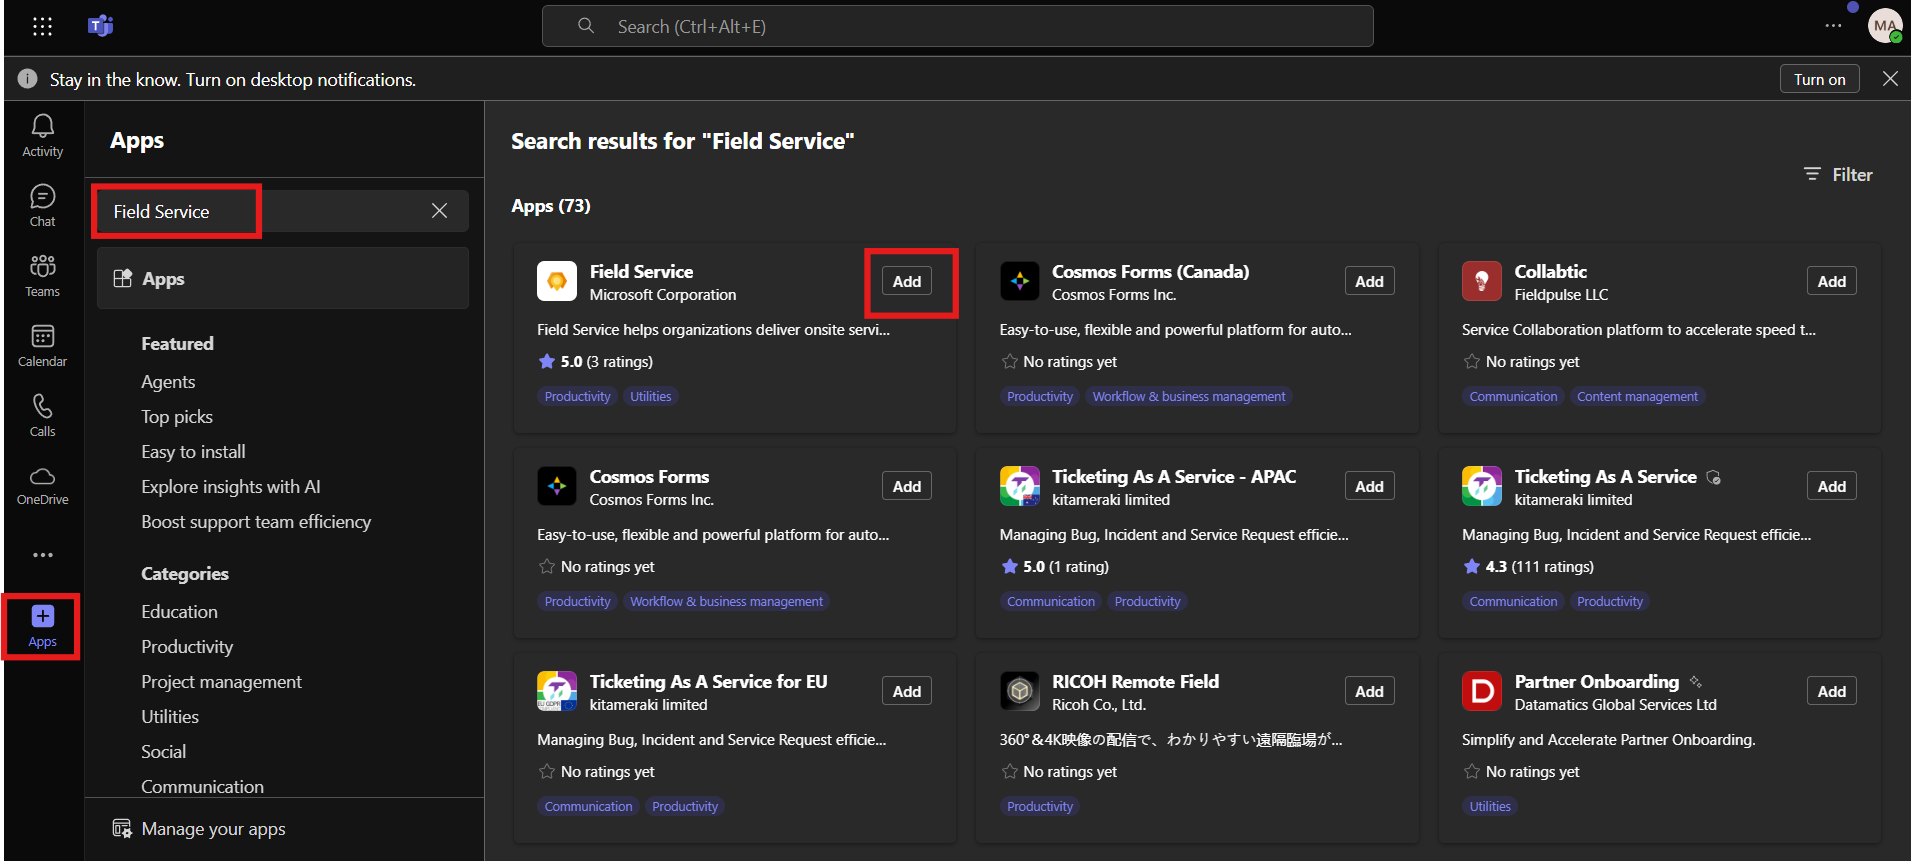 Search (Ctrl+Alt+E)
MA
Stay in the know. Turn on desktop notifications.
Turn on
Activity
Chat
Teams
Calendar
Calls
OneDrive
Apps
Apps
Field Service
Apps
Featured
Agents
Top picks
Easy to install
Explore insights with AI
Boost support team efficiency
Categories
Education
Productivity
Project management
Utilities
Social
Communication
Manage your apps
Search results for "Field Service"
Filter
Apps (73)
Field Service
Microsoft Corporation
Add
Field Service helps organizations deliver onsite servi...
5.0 (3 ratings)
Productivity Utilities
Cosmos Forms (Canada)
Cosmos Forms Inc.
Add
Easy-to-use, flexible and powerful platform for auto...
No ratings yet
Productivity Workflow & business management
Collabtic
Fieldpulse LLC
Add
Service Collaboration platform to accelerate speed t...
No ratings yet
Communication Content management
Cosmos Forms
Cosmos Forms Inc.
Add
Easy-to-use, flexible and powerful platform for auto...
No ratings yet
Productivity Workflow & business management
Ticketing As A Service - APAC
kitameraki limited
Add
Managing Bug, Incident and Service Request efficie...
5.0 (1 rating)
Communication Productivity
Ticketing As A Service
kitameraki limited
Add
Managing Bug, Incident and Service Request efficie...
4.3 (111 ratings)
Communication Productivity
Ticketing As A Service for EU
kitameraki limited
Add
Managing Bug, Incident and Service Request efficie...
No ratings yet
Communication Productivity
RICOH Remote Field
Ricoh Co., Ltd.
Add
360°&4K映像の配信で、わかりやすい遠隔臨場が...
No ratings yet
Productivity
Partner Onboarding
Datamatics Global Services Ltd
Add
Simplify and Accelerate Partner Onboarding.
No ratings yet
Utilities